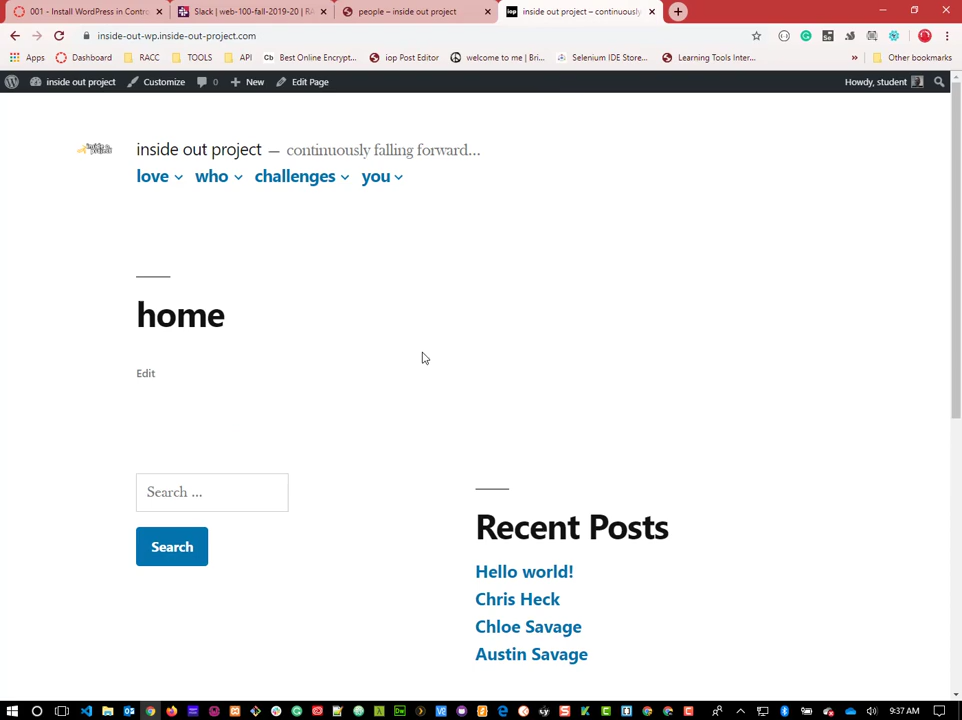 001 - Install WordPress in Contro
Slack | web-100-fall-2019-20 | RA
people – inside out project
inside out project – continuously
inside-out-wp.inside-out-project.com
Apps
Dashboard
RACC
TOOLS
API
Cb
Best Online Encrypt...
iop Post Editor
welcome to me | Bri...
Selenium IDE Store...
Learning Tools Inter...
»
Other bookmarks
inside out project
Customize
0
New
Edit Page
Howdy, student
inside out project — continuously falling forward...
love who challenges you
home
Edit
Search ...
Search
Recent Posts
Hello world!
Chris Heck
Chloe Savage
Austin Savage
9:37 AM